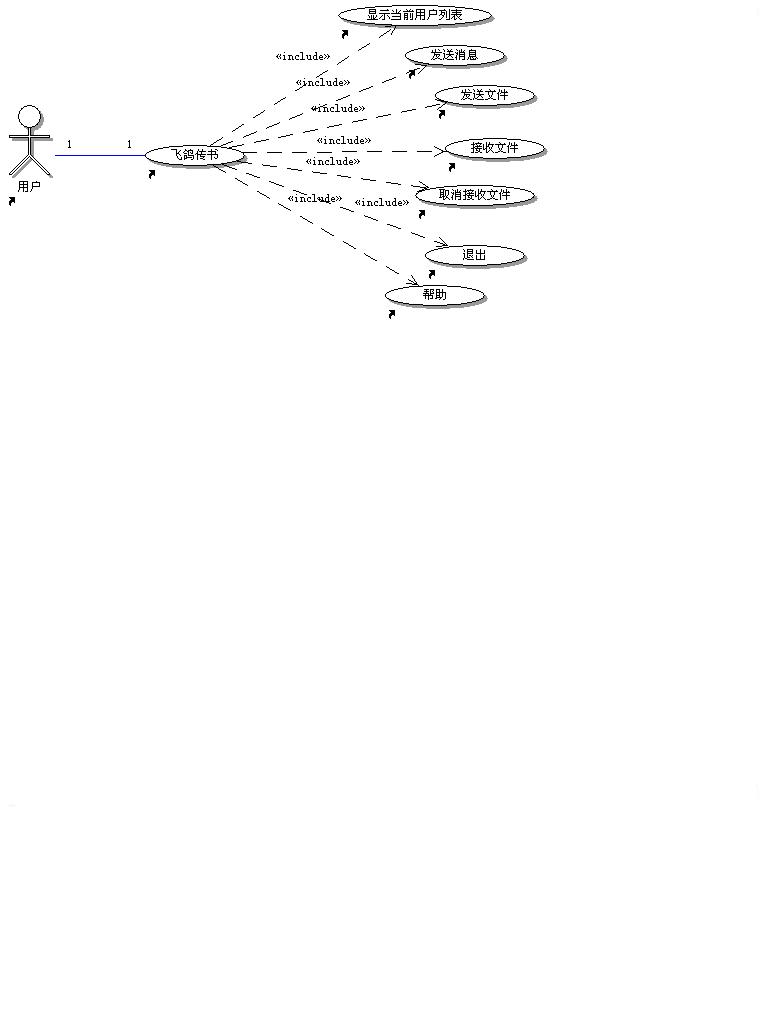 显示当前用户列表
«include»
发送消息
«include»
发送文件
«include»
1
1
«include»
接收文件
飞鸽传书
«include»
用户
取消接收文件
«include»
«include»
退出
帮助